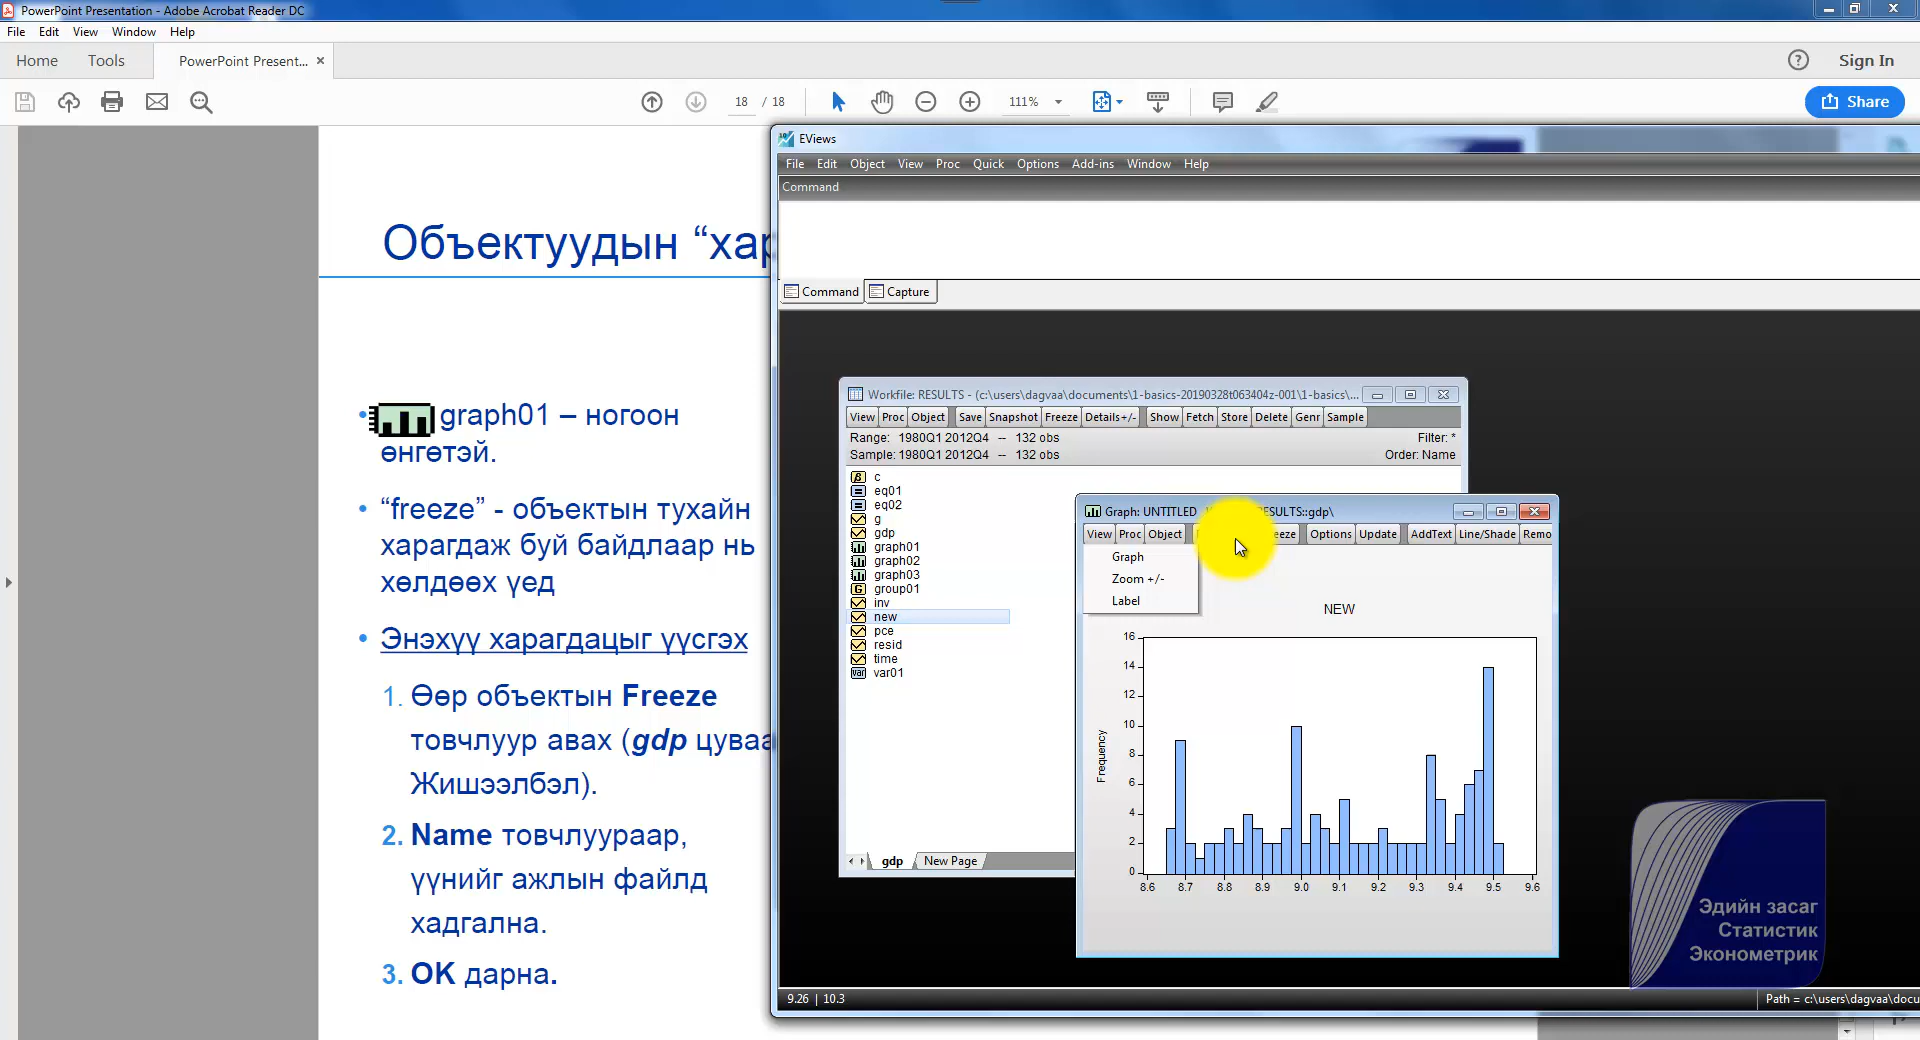 PowerPoint Presentation - Adobe Acrobat Reader DC
File Edit View Window Help
Home Tools PowerPoint Present... ×
? Sign In
18 / 18 111% Share
Объектуудын “хар
• graph01 – ногоон
өнгөтэй.
• “freeze” - объектын тухайн
харагдаж буй байдлаар нь
хөлдөөх үед
• Энэхүү харагдацыг үүсгэх
1. Өөр объектын Freeze
товчлуур авах (gdp цуваа
Жишээлбэл).
2. Name товчлуураар,
үүнийг ажлын файлд
хадгална.
3. OK дарна.
EViews
File Edit Object View Proc Quick Options Add-ins Window Help
Command
Command Capture
Workfile: RESULTS - (c:\users\dagvaa\documents\1-basics-20190328t063404z-001\1-basics\...
View Proc Object Save Snapshot Freeze Details+/- Show Fetch Store Delete Genr Sample
Range: 1980Q1 2012Q4 -- 132 obs Filter: *
Sample: 1980Q1 2012Q4 -- 132 obs Order: Name
c
eq01
eq02
g
gdp
graph01
graph02
graph03
G group01
inv
new
pce
resid
time
var var01
gdp New Page
Graph: UNTITLED RESULTS::gdp\
View Proc Object eeze Options Update AddText Line/Shade Remo
Graph
Zoom +/-
Label
NEW
Frequency
16
14
12
10
8
6
4
2
0
8.6 8.7 8.8 8.9 9.0 9.1 9.2 9.3 9.4 9.5 9.6
Эдийн засаг
Статистик
Эконометрик
9.26 | 10.3 Path = c:\users\dagvaa\docu